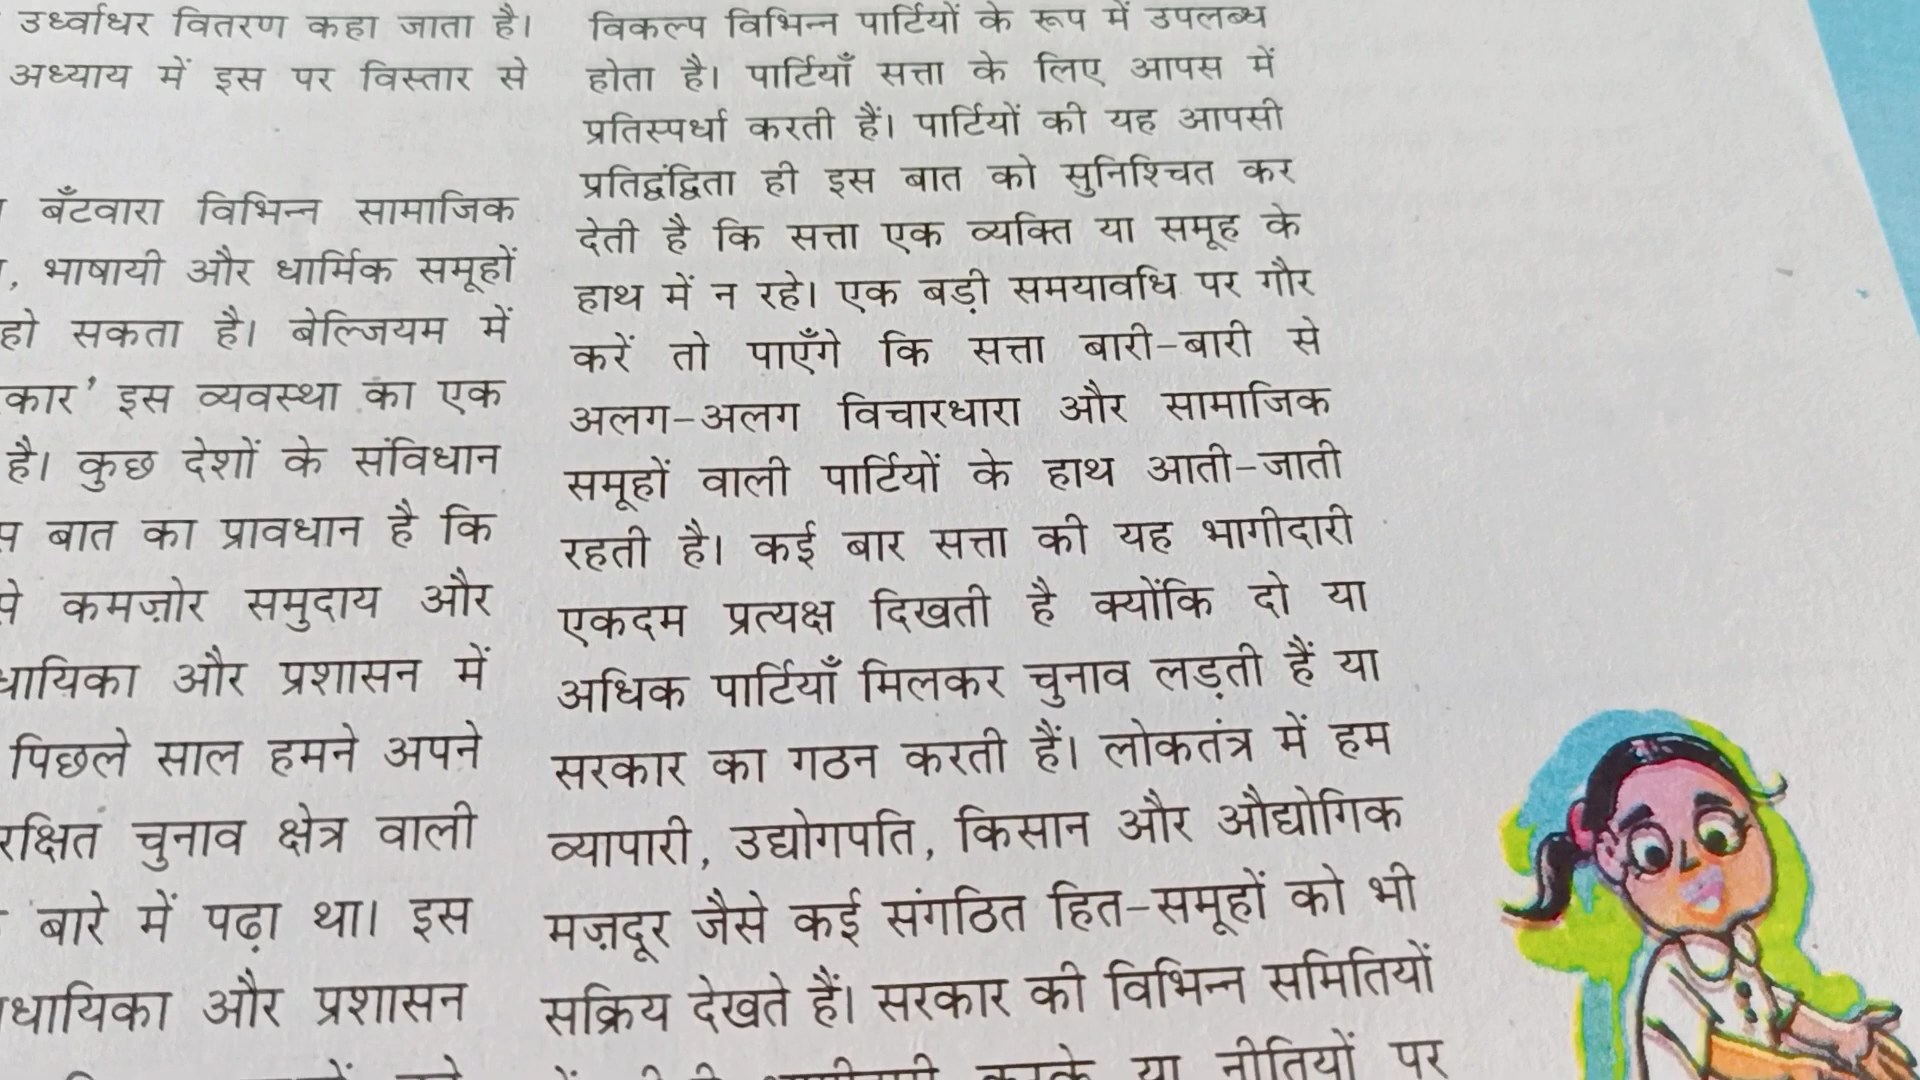 उर्ध्वाधर वितरण कहा जाता है।
अध्याय में इस पर विस्तार से
बँटवारा विभिन्न सामाजिक
, भाषायी और धार्मिक समूहों
हो सकता है। बेल्जियम में
कार' इस व्यवस्था का एक
है। कुछ देशों के संविधान
बात का प्रावधान है कि
कमज़ोर समुदाय और
धायिका और प्रशासन में
पिछले साल हमने अपने
रक्षित चुनाव क्षेत्र वाली
बारे में पढ़ा था। इस
धायिका और प्रशासन
विकल्प विभिन्न पार्टियों के रूप में उपलब्ध
होता है। पार्टियाँ सत्ता के लिए आपस में
प्रतिस्पर्धा करती हैं। पार्टियों की यह आपसी
प्रतिद्वंद्विता ही इस बात को सुनिश्चित कर
देती है कि सत्ता एक व्यक्ति या समूह के
हाथ में न रहे। एक बड़ी समयावधि पर गौर
करें तो पाएँगे कि सत्ता बारी-बारी से
अलग-अलग विचारधारा और सामाजिक
समूहों वाली पार्टियों के हाथ आती-जाती
रहती है। कई बार सत्ता की यह भागीदारी
एकदम प्रत्यक्ष दिखती है क्योंकि दो या
अधिक पार्टियाँ मिलकर चुनाव लड़ती हैं या
सरकार का गठन करती हैं। लोकतंत्र में हम
व्यापारी, उद्योगपति, किसान और औद्योगिक
मज़दूर जैसे कई संगठित हित-समूहों को भी
सक्रिय देखते हैं। सरकार की विभिन्न समितियों
या नीतियों पर